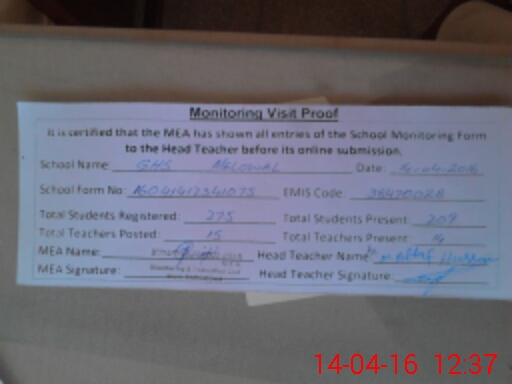 Monitoring Visit Proof
It is certified that the MEA has shown all entries of the School Monitoring Form
to the Head Teacher before its online submission.
School Name: GHS Date:
School Form No: EMIS Code:
Total Students Registered: 275 Total Students Present: 209
Total Teachers Posted: 15 Total Teachers Present: 14
MEA Name: Head Teacher Name:
MEA Signature: Head Teacher Signature:
14-04-16 12:37